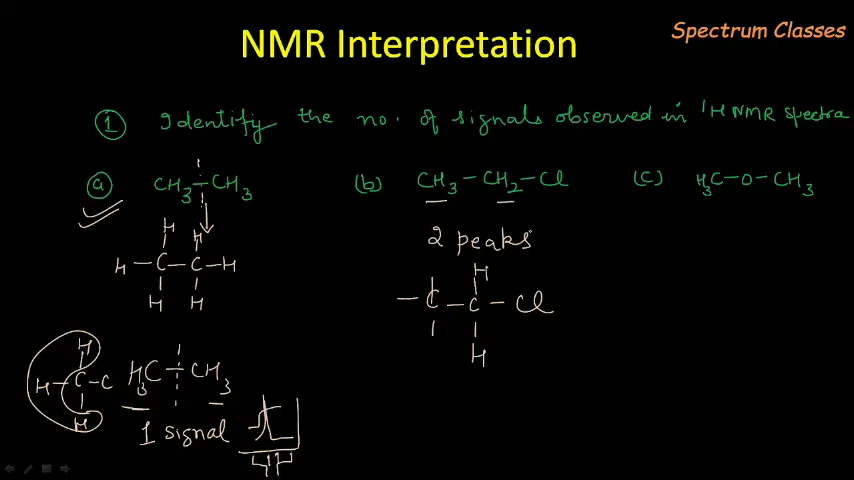 Spectrum Classes
NMR Interpretation
① Identify the no. of signals observed in ¹H NMR spectra
ⓐ CH₃-CH₃ (b) CH₃-CH₂-Cl (c) H₃C-O-CH₃
2 peaks
H H
H-C-C-H
H H
H
-C-C-Cl
H
H
H-C-C
H
H₃C-CH₃
1 signal